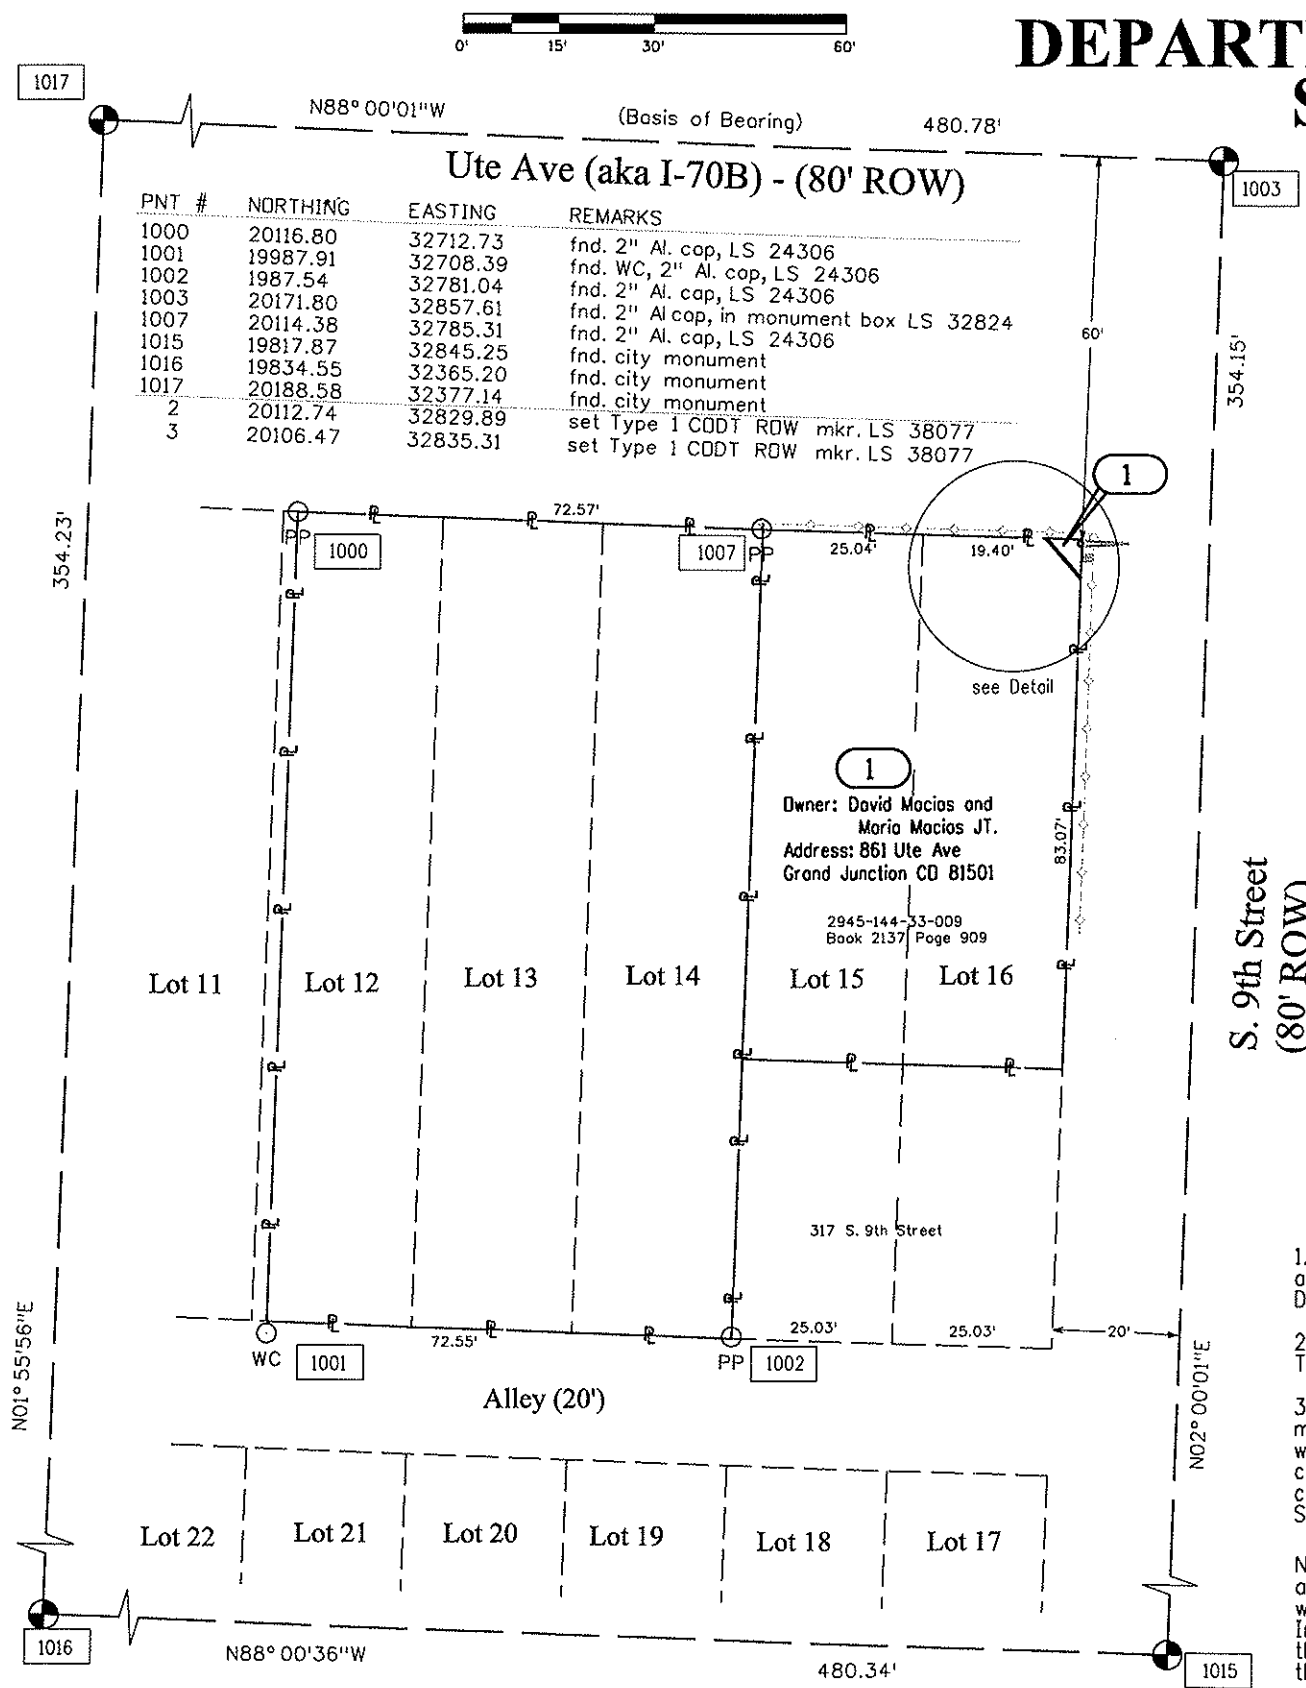 0' 15' 30' 60'
DEPART
1017
N88° 00'01"W (Basis of Bearing) 480.78'
1003
Ute Ave (aka I-70B) - (80' ROW)
PNT # NORTHING EASTING REMARKS
1000 20116.80 32712.73 fnd. 2" Al. cap, LS 24306
1001 19987.91 32708.39 fnd. WC, 2" Al. cap, LS 24306
1002 1987.54 32781.04 fnd. 2" Al. cap, LS 24306
1003 20171.80 32857.61 fnd. 2" Al cap, in monument box LS 32824
1007 20114.38 32785.31 fnd. 2" Al. cap, LS 24306
1015 19817.87 32845.25 fnd. city monument
1016 19834.55 32365.20 fnd. city monument
1017 20188.58 32377.14 fnd. city monument
2 20112.74 32829.89 set Type 1 CDOT ROW mkr. LS 38077
3 20106.47 32835.31 set Type 1 CDOT ROW mkr. LS 38077
60'
354.15'
354.23'
1
72.57'
PP 1000
1007 PP
25.04' 19.40'
see Detail
1
Owner: David Macias and
Maria Macias JT.
Address: 861 Ute Ave
Grand Junction CO 81501
83.07'
2945-144-33-009
Book 2137 Page 909
S. 9th Street
(80' ROW)
Lot 11 Lot 12 Lot 13 Lot 14 Lot 15 Lot 16
317 S. 9th Street
WC 1001
72.55'
PP 1002
25.03' 25.03' 20'
Alley (20')
N01° 55'56"E
N02° 00'01"E
Lot 22 Lot 21 Lot 20 Lot 19 Lot 18 Lot 17
1016
N88° 00'36"W 480.34'
1015